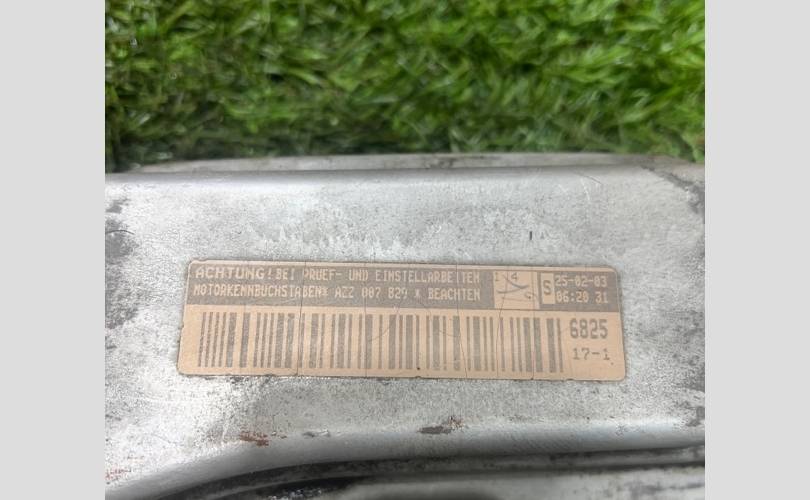 ACHTUNG! BEI PRUEF- UND EINSTELLARBEITEN
MOTORKENNBUCHSTABEN* AZZ 007 829 * BEACHTEN
S
25-02-03
06:20 31
6825
17-1